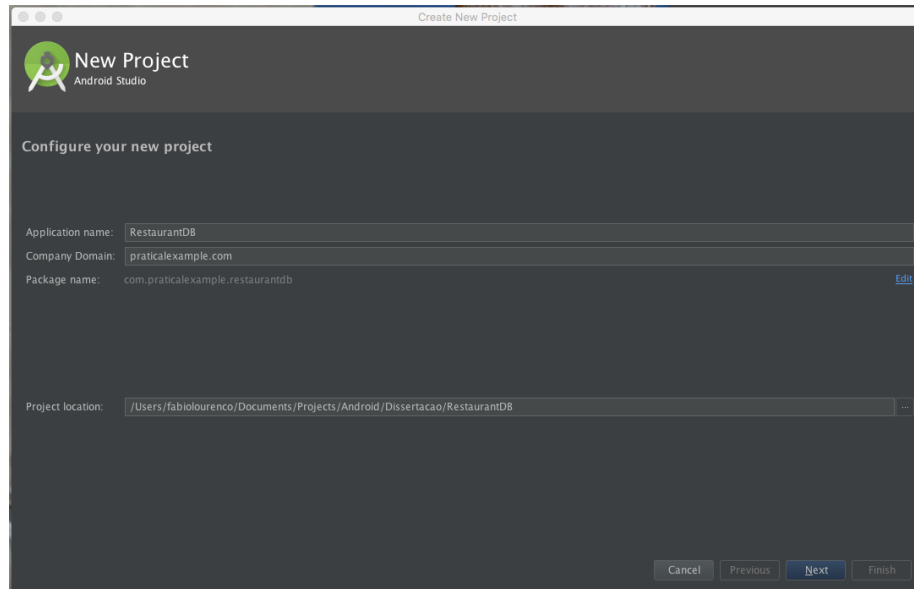 Create New Project
New Project
Android Studio
Configure your new project
Application name: RestaurantDB
Company Domain: praticalexample.com
Package name: com.praticalexample.restaurantdb Edit
Project location: /Users/fabiolourenco/Documents/Projects/Android/Dissertacao/RestaurantDB ...
Cancel Previous Next Finish